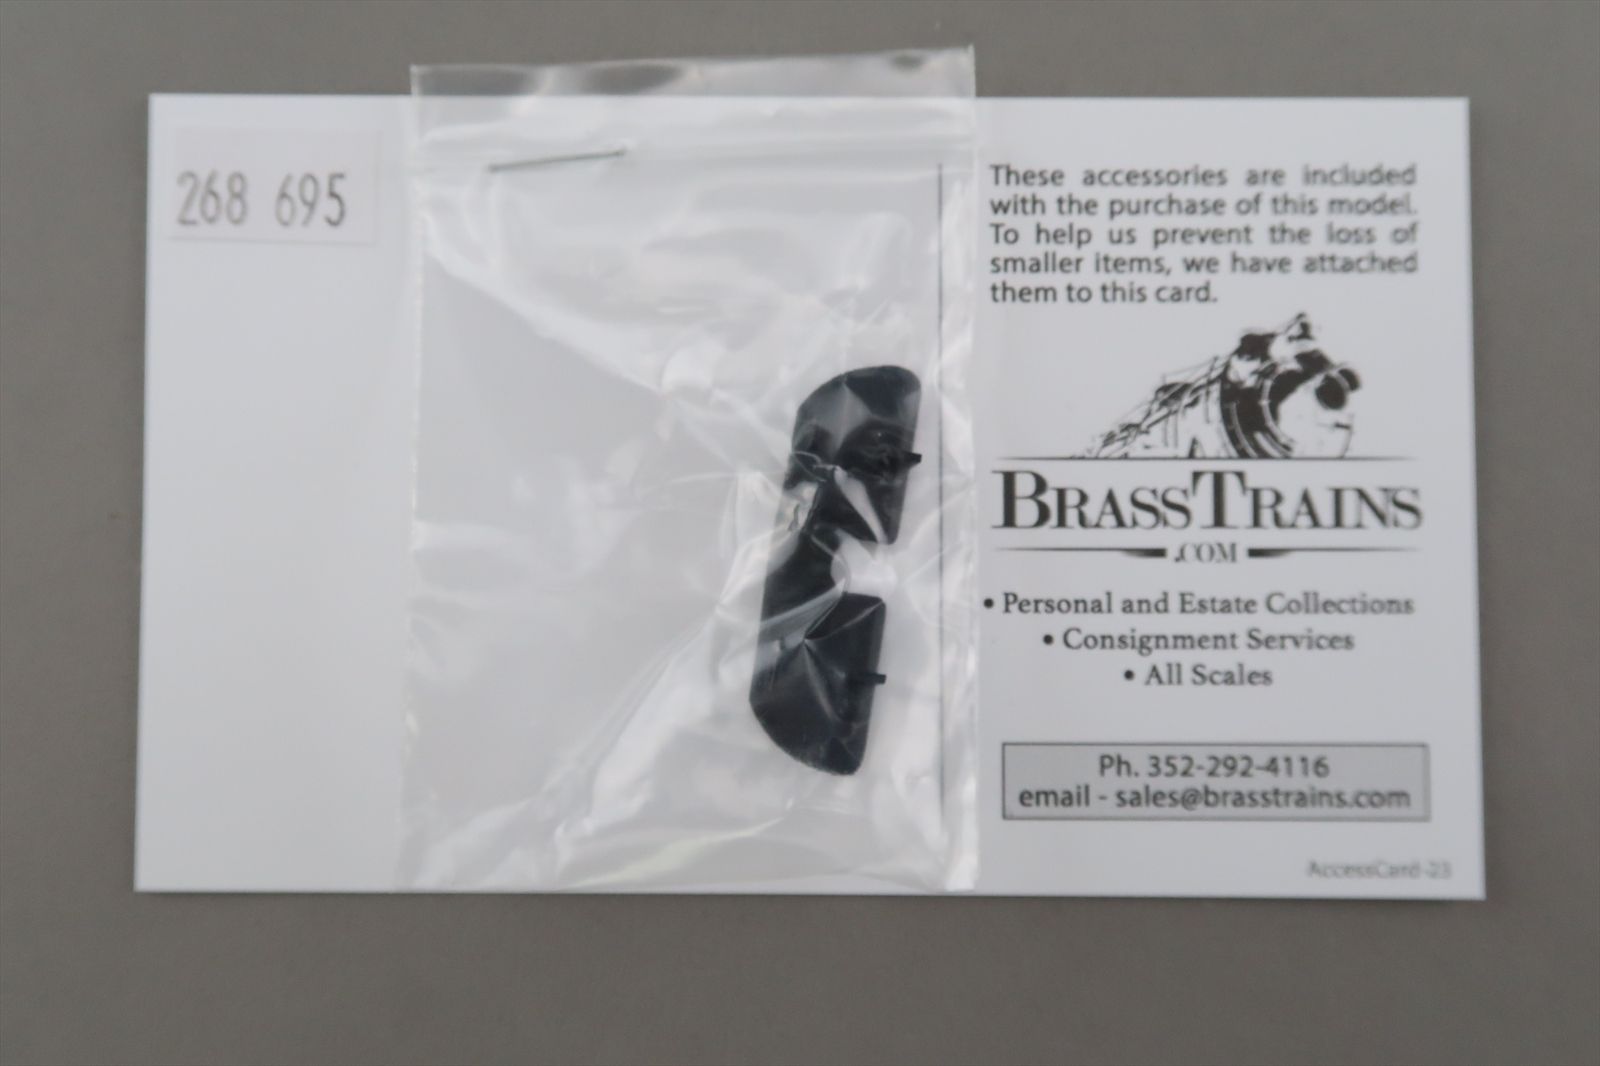 268 695
These accessories are included
with the purchase of this model.
To help us prevent the loss of
smaller items, we have attached
them to this card.
BRASSTRAINS
.COM
• Personal and Estate Collections
• Consignment Services
• All Scales
Ph. 352-292-4116
email - sales@brasstrains.com
AccessCard-23